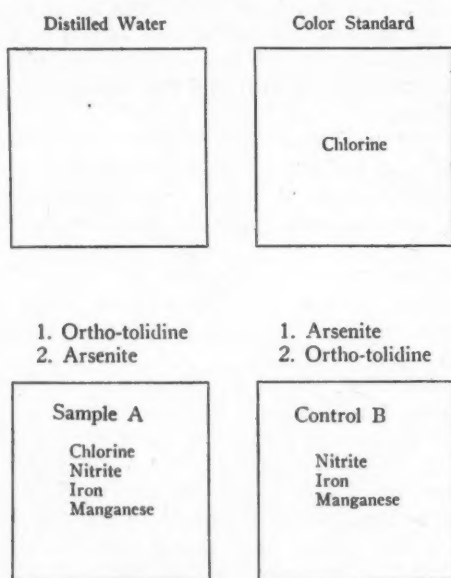 Distilled Water
Color Standard
Chlorine
1. Ortho-tolidine
2. Arsenite
1. Arsenite
2. Ortho-tolidine
Sample A
Chlorine
Nitrite
Iron
Manganese
Control B
Nitrite
Iron
Manganese